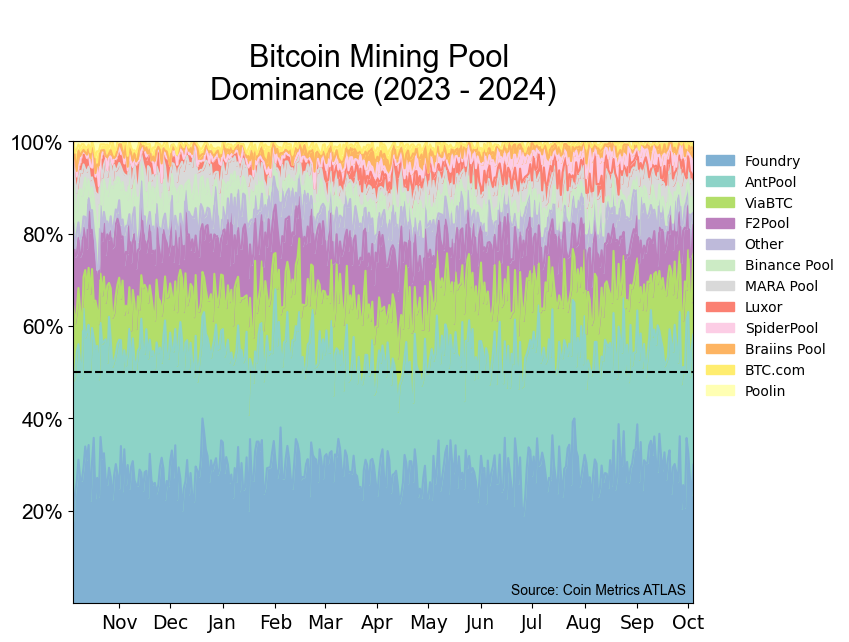 Bitcoin Mining Pool
Dominance (2023 - 2024)
100%
80%
60%
40%
20%
Foundry
AntPool
ViaBTC
F2Pool
Other
Binance Pool
MARA Pool
Luxor
SpiderPool
Braiins Pool
BTC.com
Poolin
Source: Coin Metrics ATLAS
Nov Dec Jan Feb Mar Apr May Jun Jul Aug Sep Oct